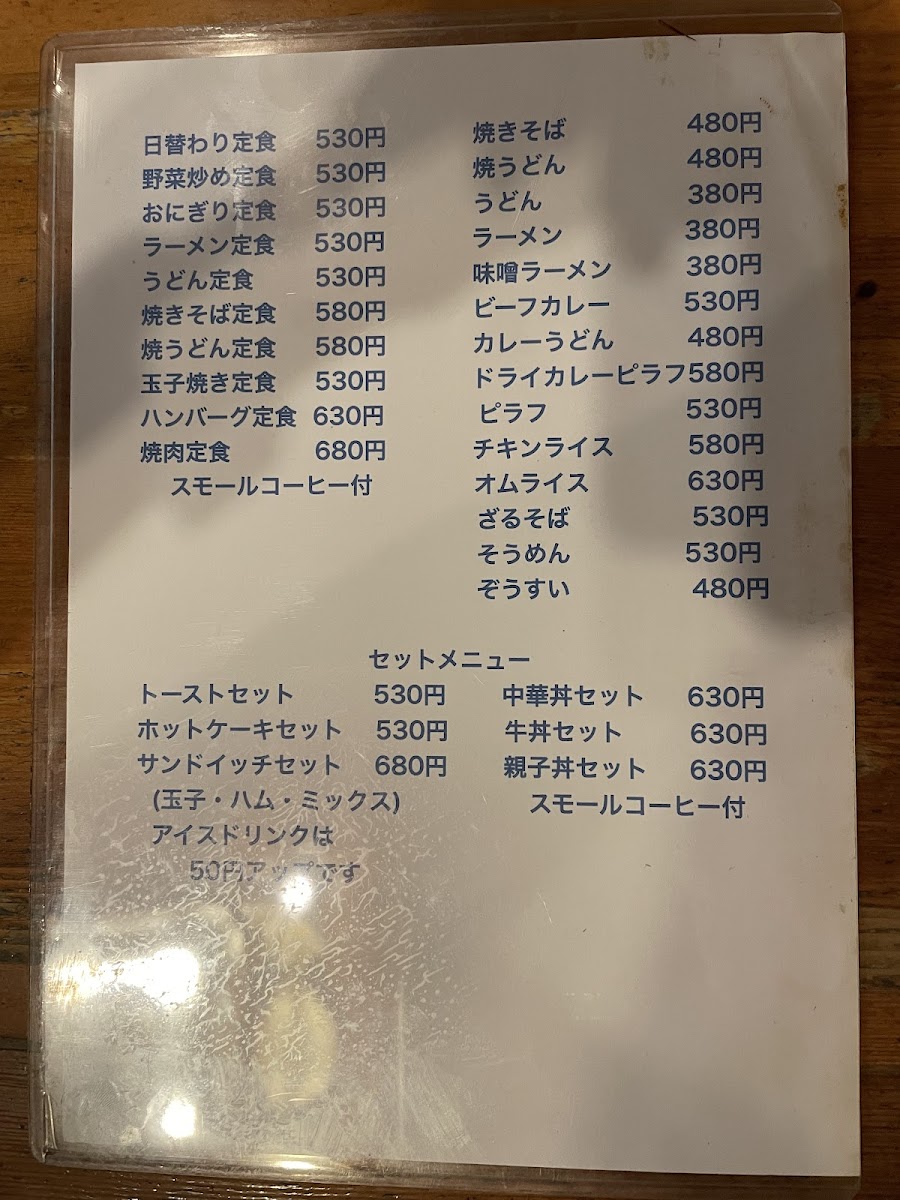 日替わり定食 530円
野菜炒め定食 530円
おにぎり定食 530円
ラーメン定食 530円
うどん定食 530円
焼きそば定食 580円
焼うどん定食 580円
玉子焼き定食 530円
ハンバーグ定食 630円
焼肉定食 680円
スモールコーヒー付
焼きそば 480円
焼うどん 480円
うどん 380円
ラーメン 380円
味噌ラーメン 380円
ビーフカレー 530円
カレーうどん 480円
ドライカレーピラフ580円
ピラフ 530円
チキンライス 580円
オムライス 630円
ざるそば 530円
そうめん 530円
ぞうすい 480円
セットメニュー
トーストセット 530円
ホットケーキセット 530円
サンドイッチセット 680円
(玉子・ハム・ミックス)
アイスドリンクは
50円アップです
中華丼セット 630円
牛丼セット 630円
親子丼セット 630円
スモールコーヒー付